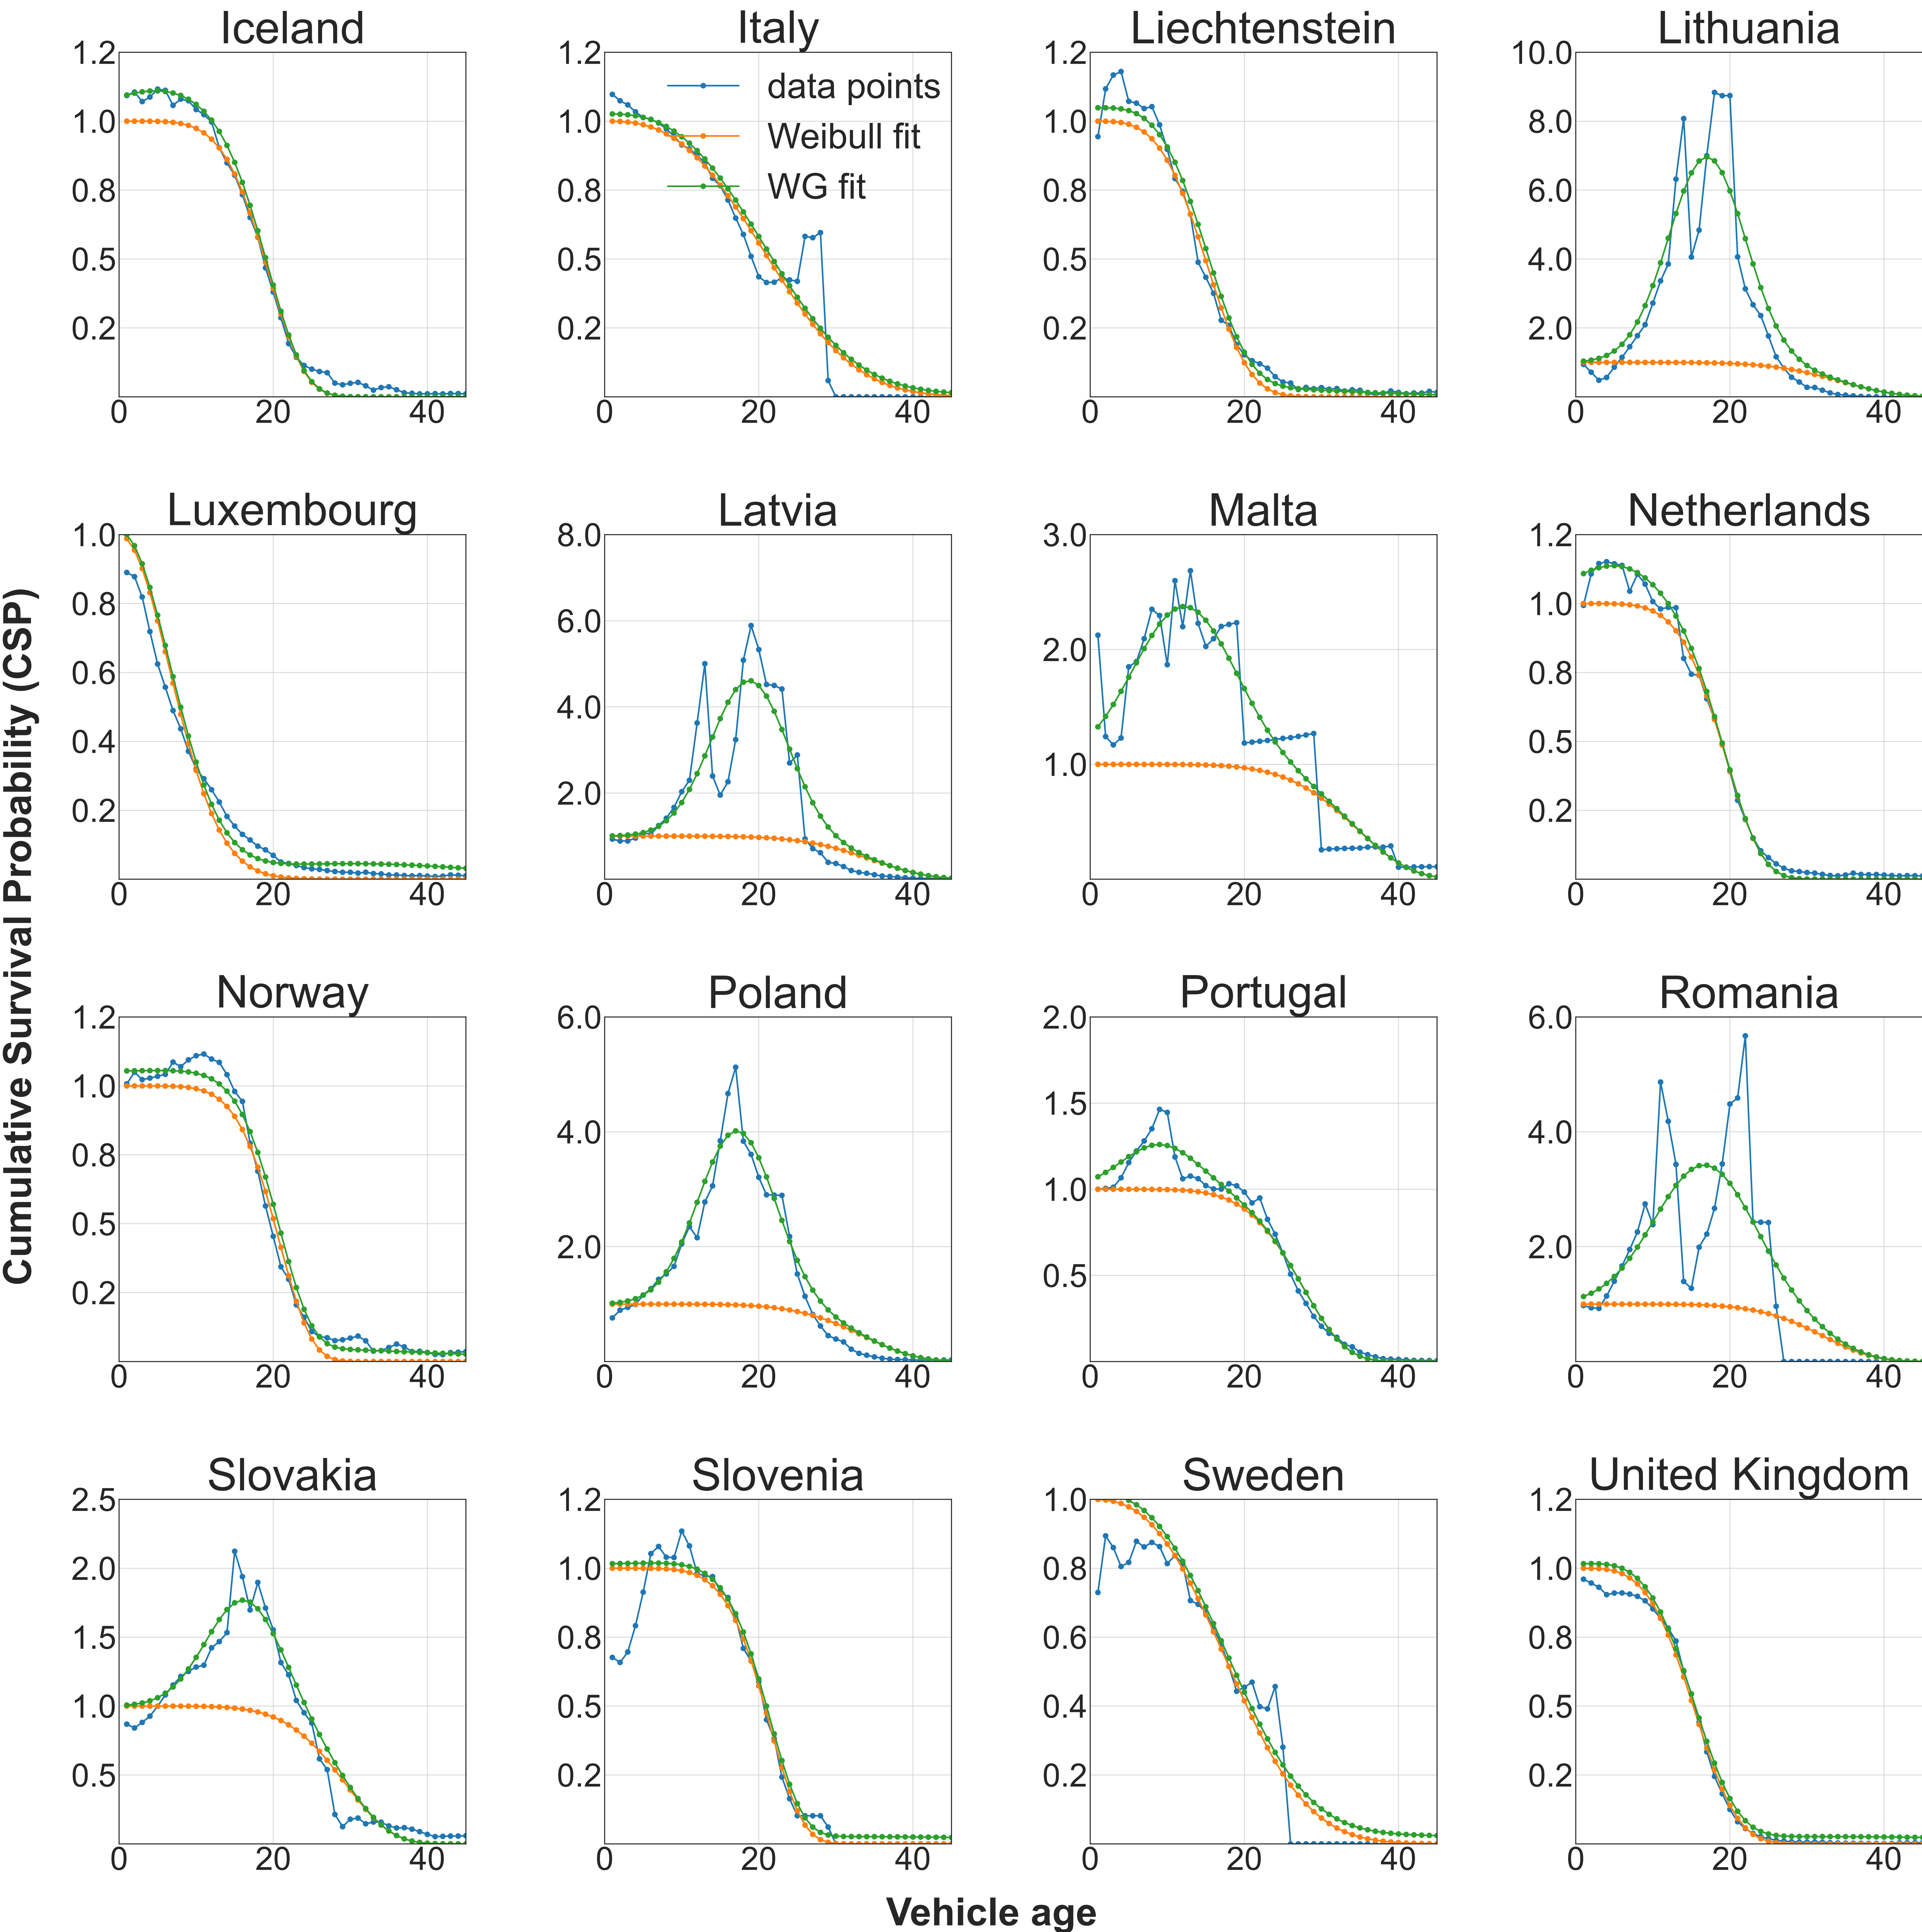 Iceland Italy Liechtenstein Lithuania
1.2 1.2 1.2 10.0
data points
1.0 1.0 1.0 8.0
Weibull fit
0.8 0.8 0.8 6.0
WG fit
0.5 0.5 0.5 4.0
0.2 0.2 0.2 2.0
0 20 40 0 20 40 0 20 40 0 20 40
Luxembourg Latvia Malta Netherlands
1.0 8.0 3.0 1.2
0.8 6.0 2.0 1.0
0.6 4.0 1.0 0.8
0.4 2.0 0.5
0.2 0.2
0 20 40 0 20 40 0 20 40 0 20 40
Cumulative Survival Probability (CSP)
Norway Poland Portugal Romania
1.2 6.0 2.0 6.0
1.0 4.0 1.5 4.0
0.8 2.0 1.0 2.0
0.5 0.5
0.2
0 20 40 0 20 40 0 20 40 0 20 40
Slovakia Slovenia Sweden United Kingdom
2.5 1.2 1.0 1.2
2.0 1.0 0.8 1.0
1.5 0.8 0.6 0.8
1.0 0.5 0.4 0.5
0.5 0.2 0.2 0.2
0 20 40 0 20 40 0 20 40 0 20 40
Vehicle age